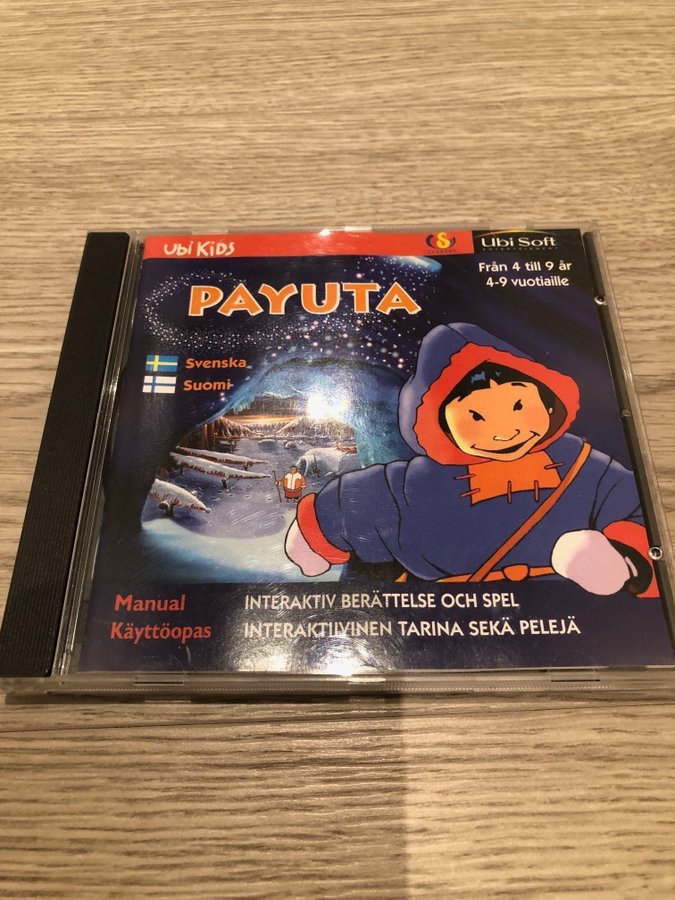 Ubi KiDS
Ubi Soft
ENTERTAINMENT
Från 4 till 9 år
4-9 vuotiaille
PAYUTA
Svenska
Suomi
Manual
INTERAKTIV BERÄTTELSE OCH SPEL
Käyttöopas
INTERAKTIIVINEN TARINA SEKÄ PELEJÄ